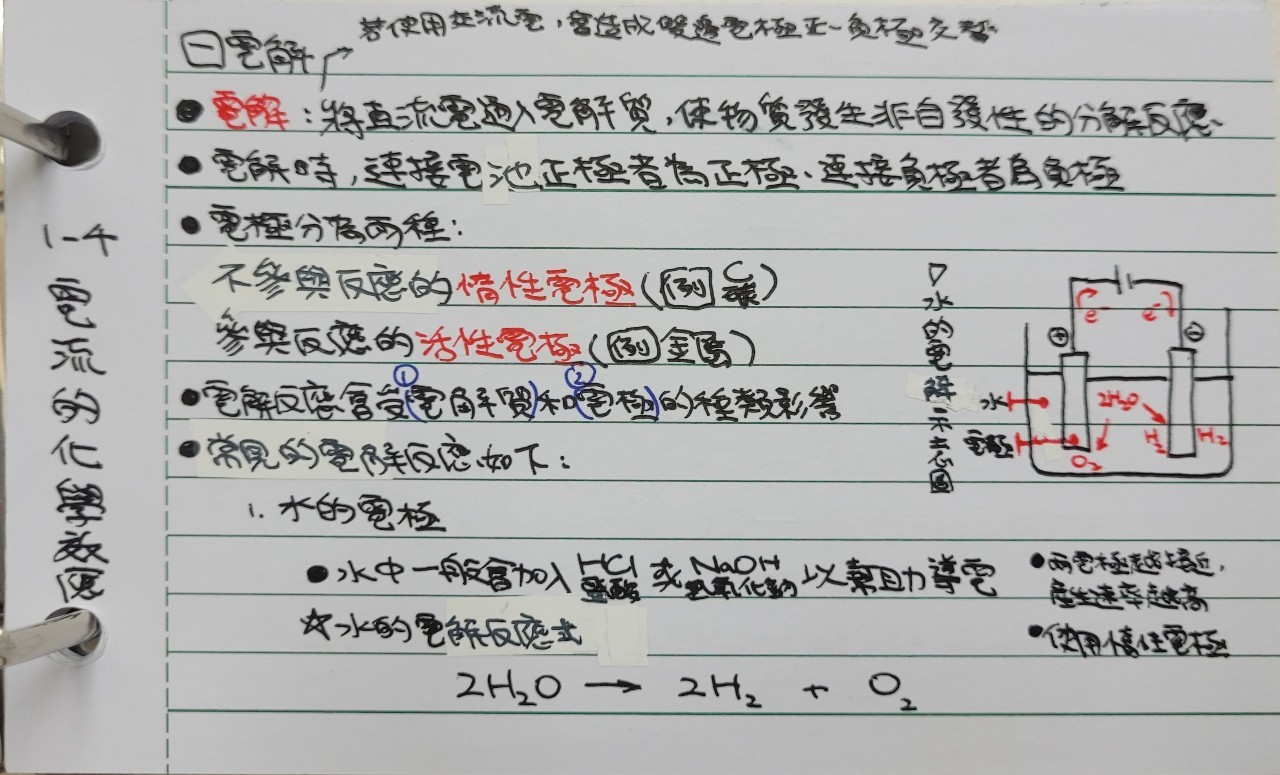 1-4 電流的化學效應
㊀電解
若使用交流電，會造成雙邊電極正、負極交替
● 電解：將直流電通入電解質，使物質發生非自發性的分解反應、
● 電解時，連接電池正極者為正極、連接負極者為負極
● 電極分為兩種：
不參與反應的惰性電極(例 C 碳)
參與反應的活性電極(例 金屬)
① ②
● 電解反應會受(電解質)和(電極)的種類影響
● 常見的電解反應如下：
1. 水的電極
● 水中一般會加入 HCl 鹽酸 或 NaOH 氫氧化鈉 以幫助導電
☆水的電解反應式
2H₂O → 2H₂ + O₂
▽水的電解示意圖
e⁻ e⁻
⊕ ⊖
水
電極
2H₂O
O₂ H₂ H₂
● 兩電極越接近，
產生速率越高
● 使用惰性電極